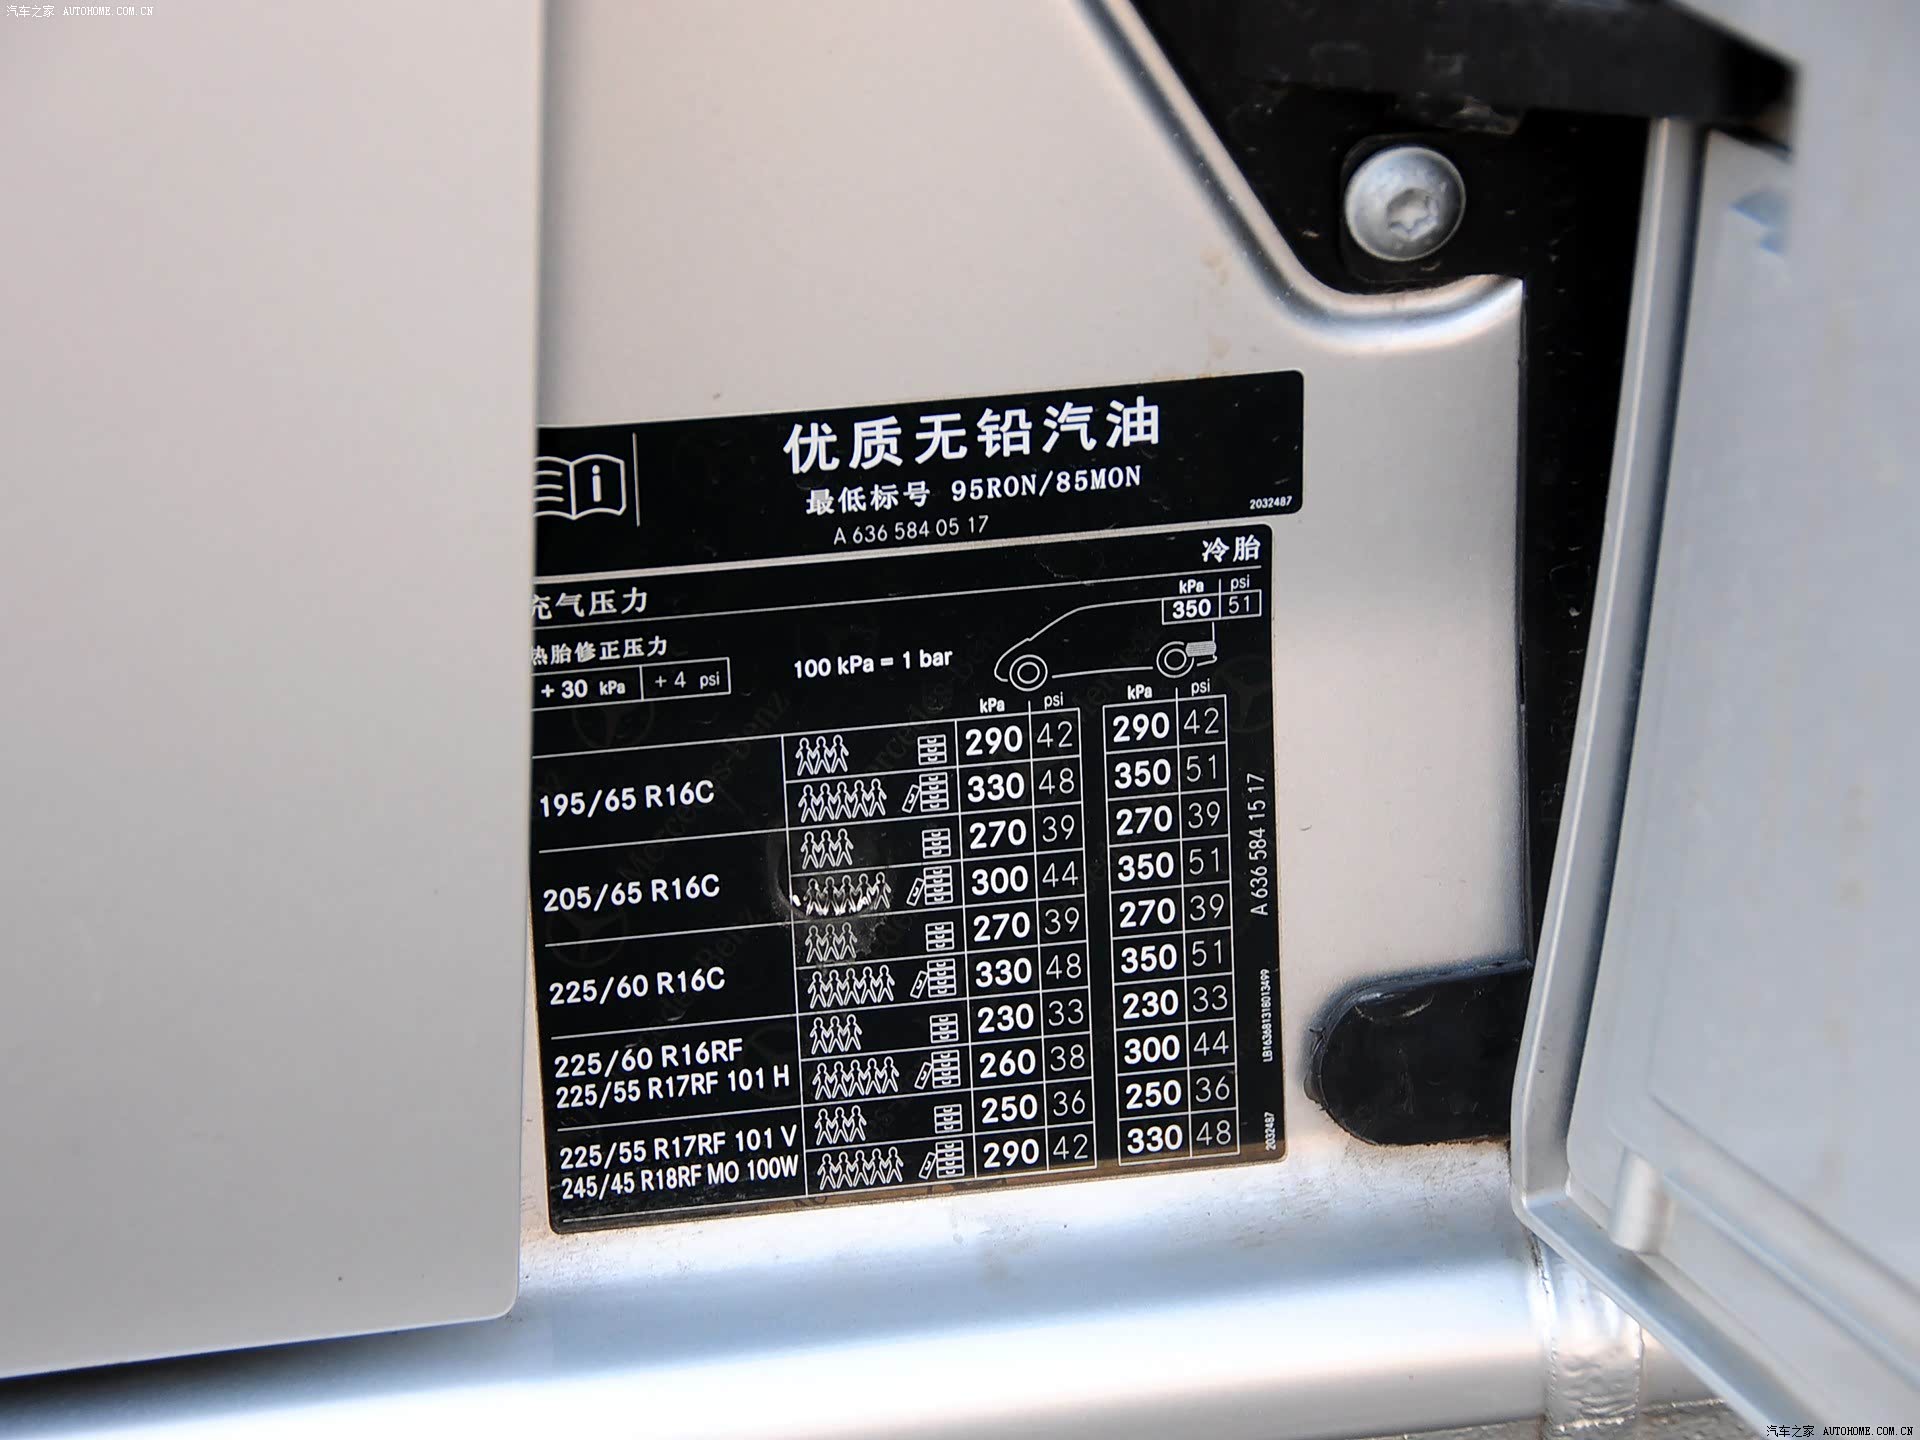 汽车之家 AUTOHOME.COM.CN
优质无铅汽油
最低标号 95RON/85MON
A 636 584 05 17
2032487
冷胎
充气压力
kPa psi
350 51
热胎修正压力
+ 30 kPa + 4 psi
100 kPa = 1 bar
kPa psi kPa psi
195/65 R16C 290 42 290 42
330 48 350 51
205/65 R16C 270 39 270 39
300 44 350 51
225/60 R16C 270 39 270 39
330 48 350 51
225/60 R16RF 230 33 230 33
225/55 R17RF 101 H 260 38 300 44
225/55 R17RF 101 V 250 36 250 36
245/45 R18RF MO 100W 290 42 330 48
A 636 584 15 17
LB1636B1318013499
2032487
汽车之家 AUTOHOME.COM.CN